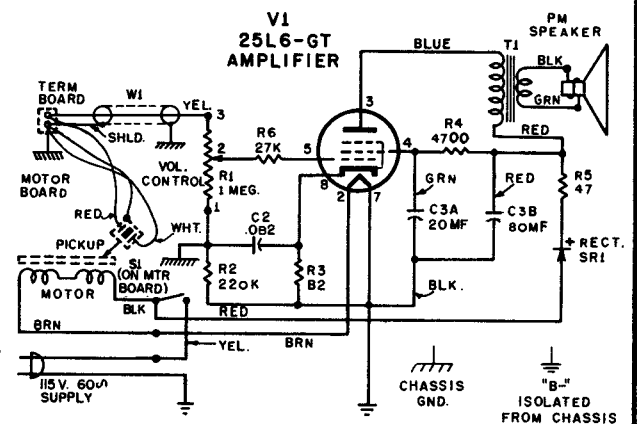 V1
25L6-GT
AMPLIFIER
PM
SPEAKER
BLUE
T1
BLK
GRN
RED
TERM
BOARD
W1
YEL.
3
SHLD.
MOTOR
BOARD
2
VOL.
CONTROL
R1
1 MEG.
1
R6
27K
5
3
4
8
2
7
R4
4700
GRN
RED
R5
47
C3A
20MF
C3B
80MF
RED
WHT.
PICKUP
S1
(ON MTR
BOARD)
C2
.082
R2
220K
R3
82
+ RECT.
SR1
BLK.
MOTOR
BLK
RED
BRN
BRN
YEL.
115V. 60~
SUPPLY
CHASSIS
GND.
"B-"
ISOLATED
FROM CHASSIS